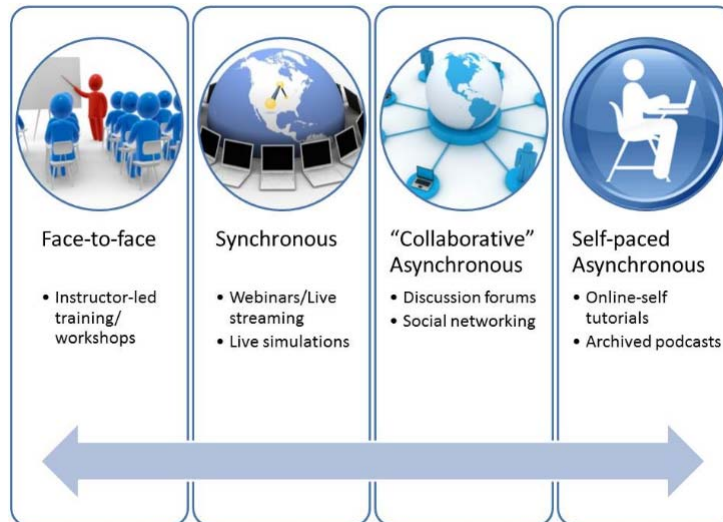 Face-to-face
• Instructor-led
training/
workshops
Synchronous
• Webinars/Live
streaming
• Live simulations
“Collaborative”
Asynchronous
• Discussion forums
• Social networking
Self-paced
Asynchronous
• Online-self
tutorials
• Archived podcasts